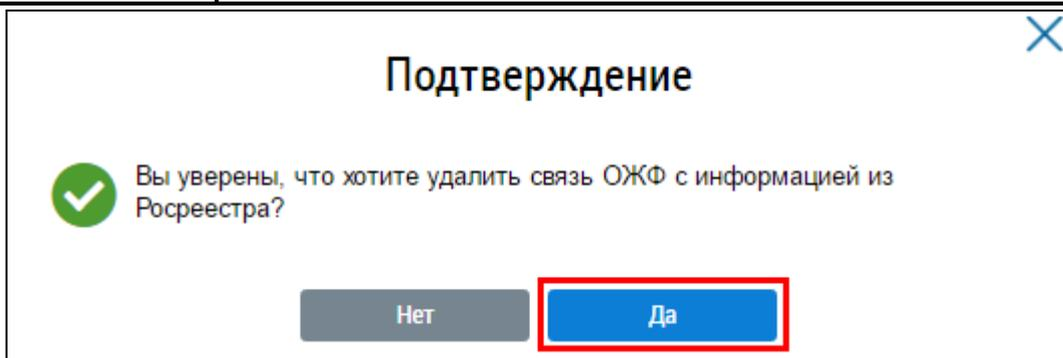 Подтверждение
Вы уверены, что хотите удалить связь ОЖФ с информацией из
Росреестра?
Нет
Да